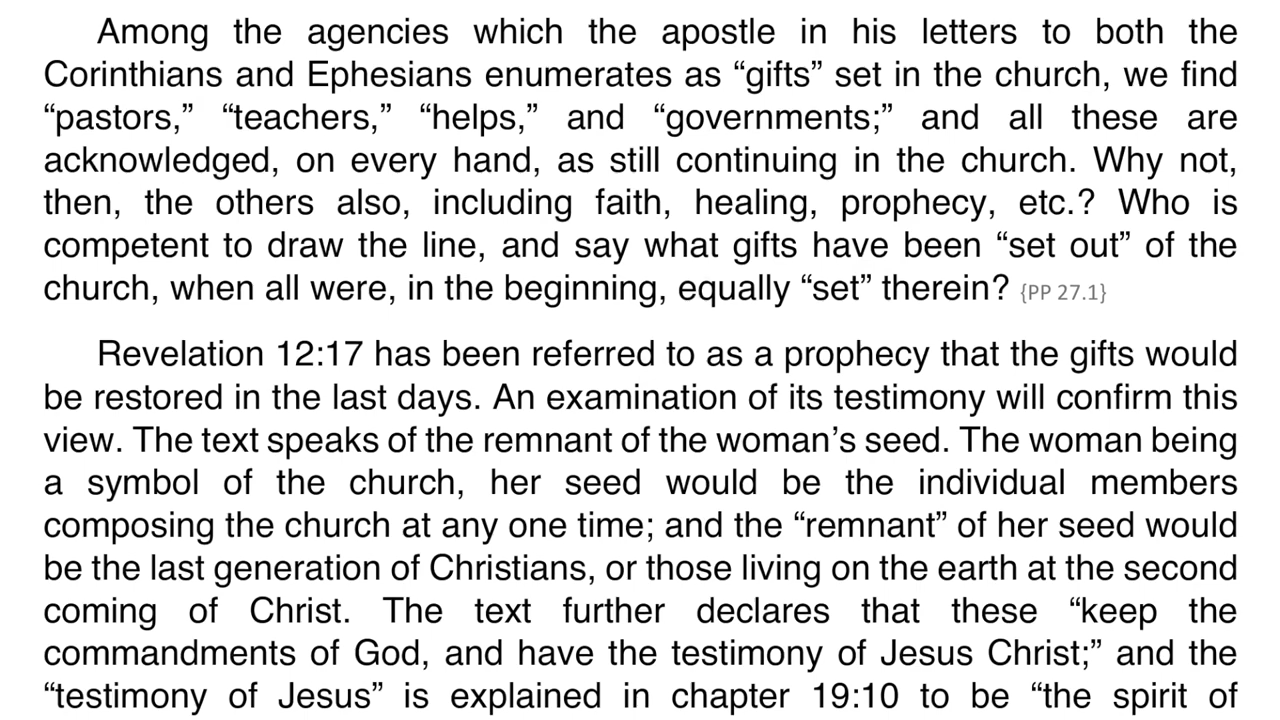 Among the agencies which the apostle in his letters to both the
Corinthians and Ephesians enumerates as “gifts” set in the church, we find
“pastors,” “teachers,” “helps,” and “governments;” and all these are
acknowledged, on every hand, as still continuing in the church. Why not,
then, the others also, including faith, healing, prophecy, etc.? Who is
competent to draw the line, and say what gifts have been “set out” of the
church, when all were, in the beginning, equally “set” therein? {PP 27.1}
Revelation 12:17 has been referred to as a prophecy that the gifts would
be restored in the last days. An examination of its testimony will confirm this
view. The text speaks of the remnant of the woman’s seed. The woman being
a symbol of the church, her seed would be the individual members
composing the church at any one time; and the “remnant” of her seed would
be the last generation of Christians, or those living on the earth at the second
coming of Christ. The text further declares that these “keep the
commandments of God, and have the testimony of Jesus Christ;” and the
“testimony of Jesus” is explained in chapter 19:10 to be “the spirit of